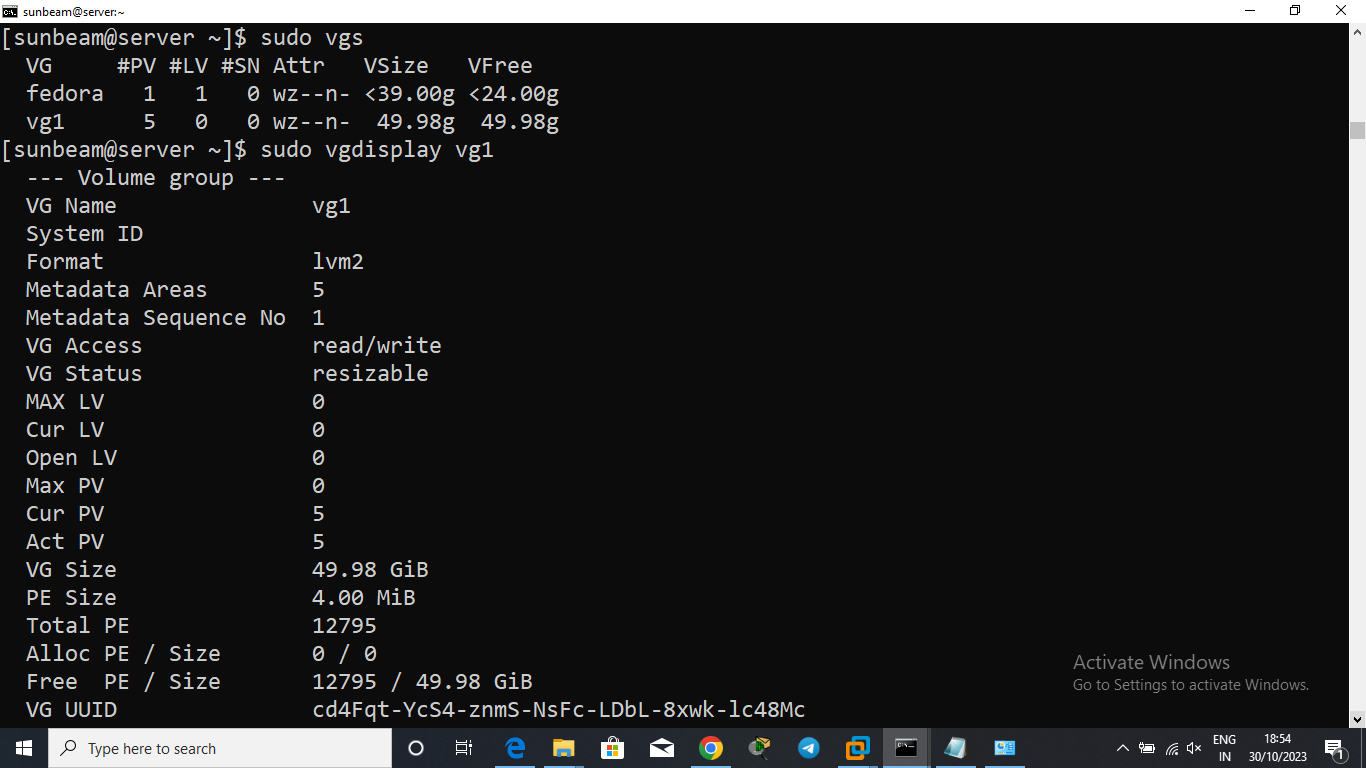 sunbeam@server:~
[sunbeam@server ~]$ sudo vgs
  VG     #PV #LV #SN Attr   VSize   VFree
  fedora   1   1   0 wz--n- <39.00g <24.00g
  vg1      5   0   0 wz--n-  49.98g  49.98g
[sunbeam@server ~]$ sudo vgdisplay vg1
  --- Volume group ---
  VG Name               vg1
  System ID
  Format                lvm2
  Metadata Areas        5
  Metadata Sequence No  1
  VG Access             read/write
  VG Status             resizable
  MAX LV                0
  Cur LV                0
  Open LV               0
  Max PV                0
  Cur PV                5
  Act PV                5
  VG Size               49.98 GiB
  PE Size               4.00 MiB
  Total PE              12795
  Alloc PE / Size       0 / 0
  Free  PE / Size       12795 / 49.98 GiB
  VG UUID               cd4Fqt-YcS4-znmS-NsFc-LDbL-8xwk-lc48Mc
Activate Windows
Go to Settings to activate Windows.
Type here to search
ENG
IN
18:54
30/10/2023
1